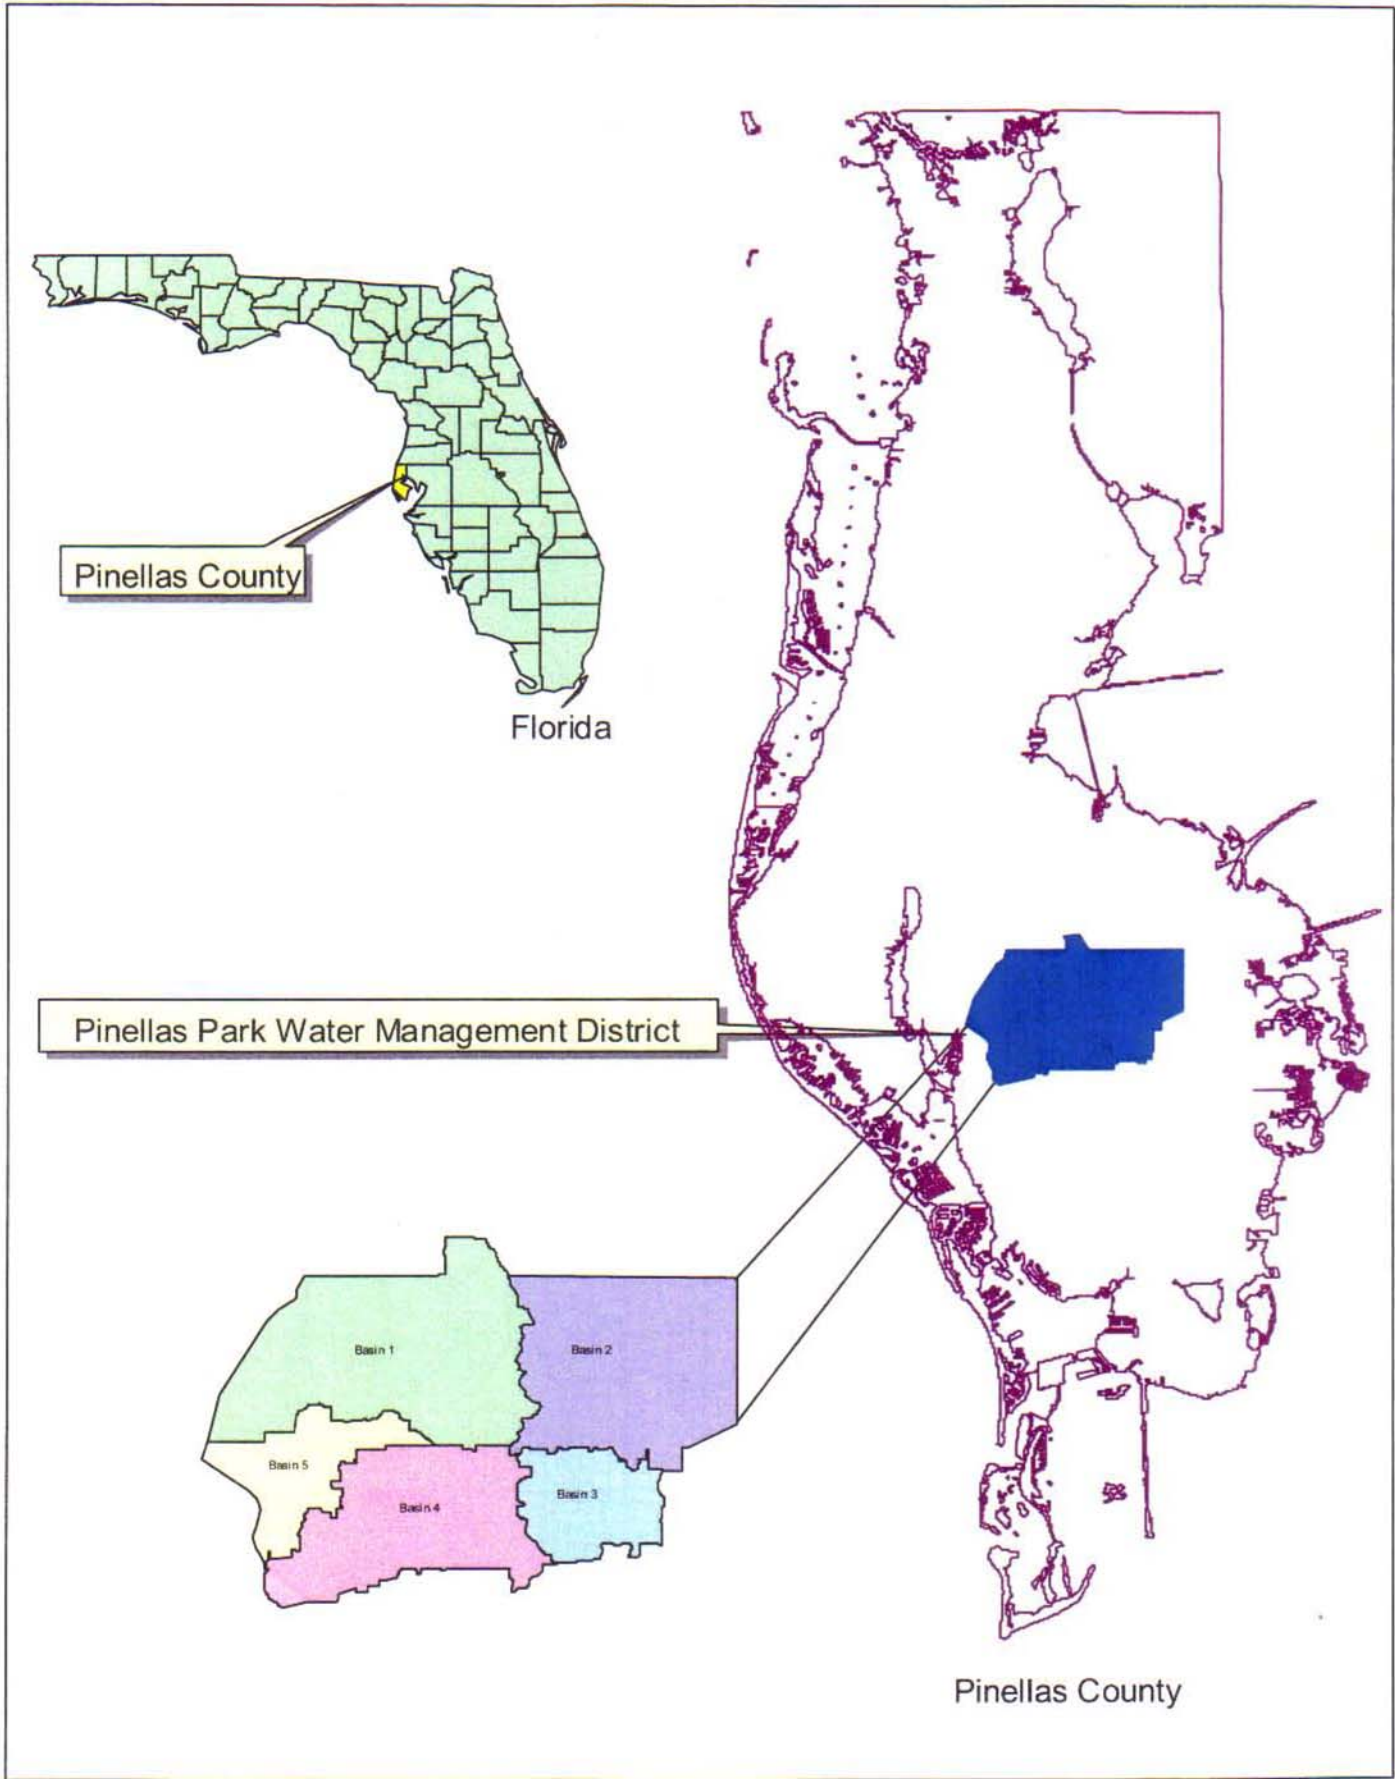 Pinellas County
Florida
Pinellas Park Water Management District
Basin 1
Basin 2
Basin 5
Basin 4
Basin 3
Pinellas County